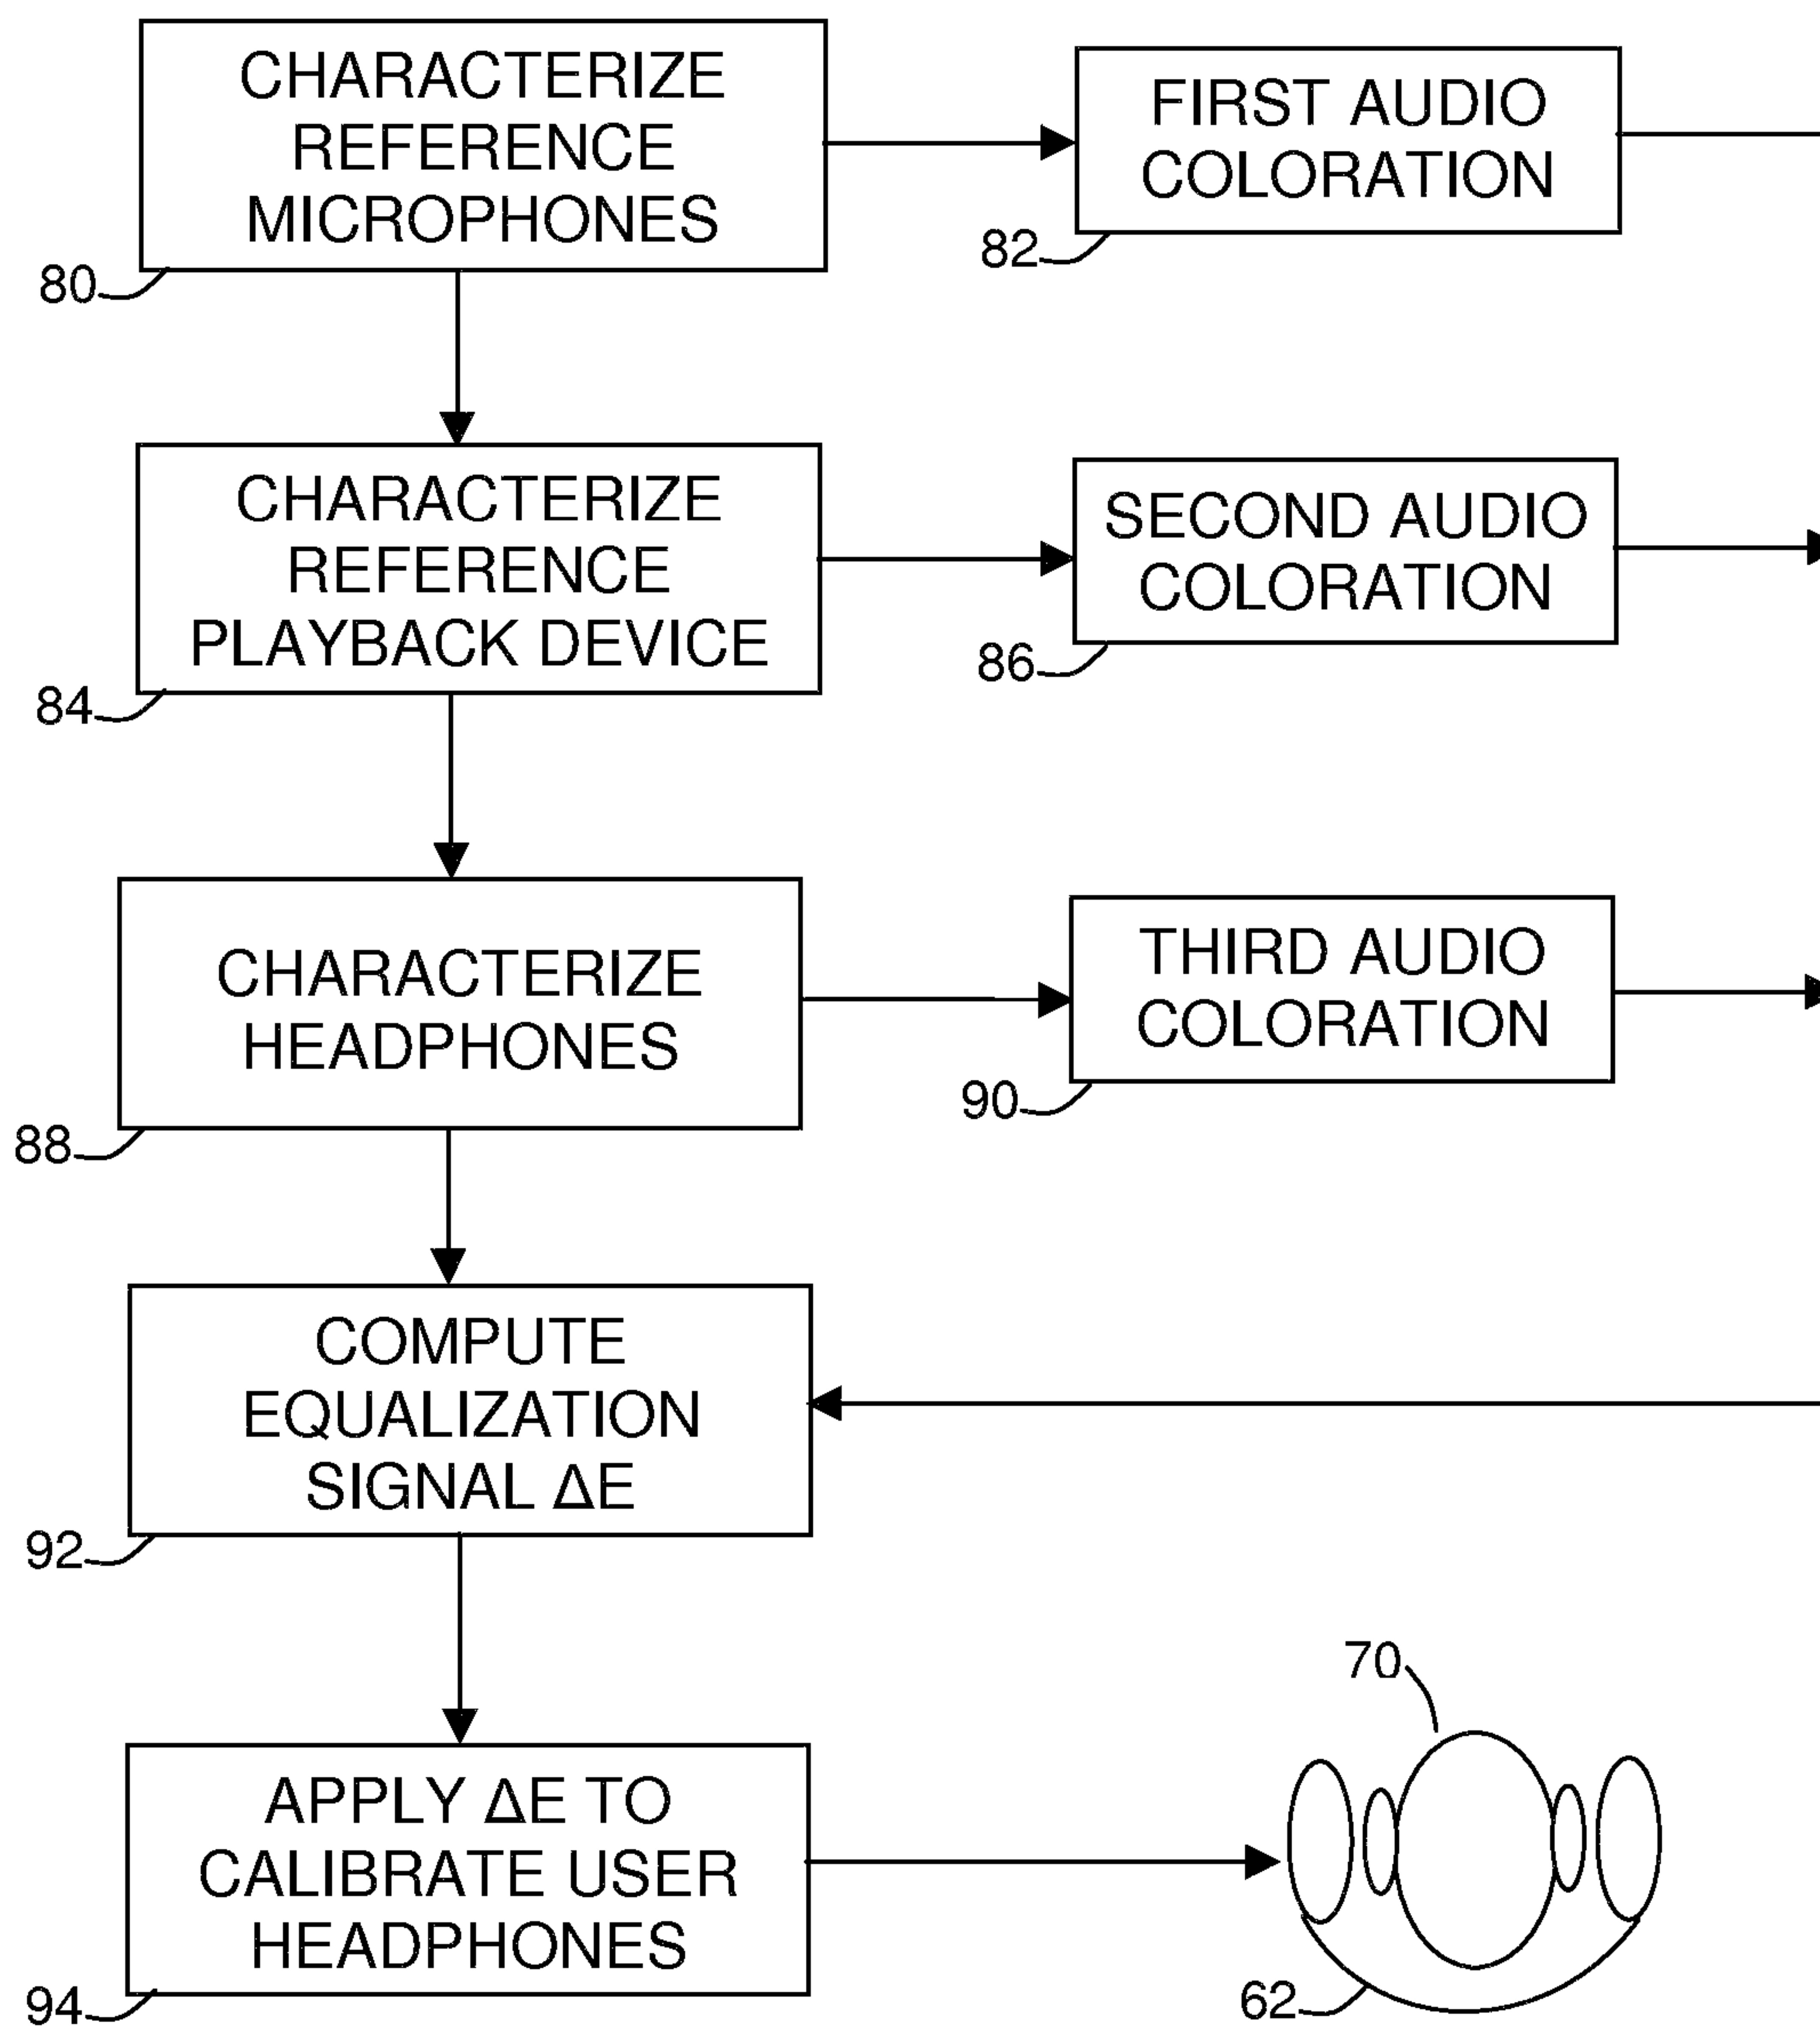 CHARACTERIZE
REFERENCE
MICROPHONES
80
FIRST AUDIO
COLORATION
82
CHARACTERIZE
REFERENCE
PLAYBACK DEVICE
84
SECOND AUDIO
COLORATION
86
CHARACTERIZE
HEADPHONES
88
THIRD AUDIO
COLORATION
90
COMPUTE
EQUALIZATION
SIGNAL ΔE
92
APPLY ΔE TO
CALIBRATE USER
HEADPHONES
94
70
62